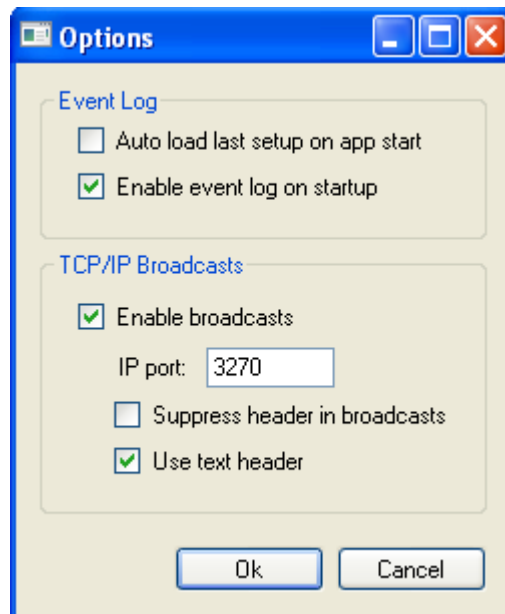 Options
Event Log
Auto load last setup on app start
Enable event log on startup
TCP/IP Broadcasts
Enable broadcasts
IP port: 3270
Suppress header in broadcasts
Use text header
Ok Cancel